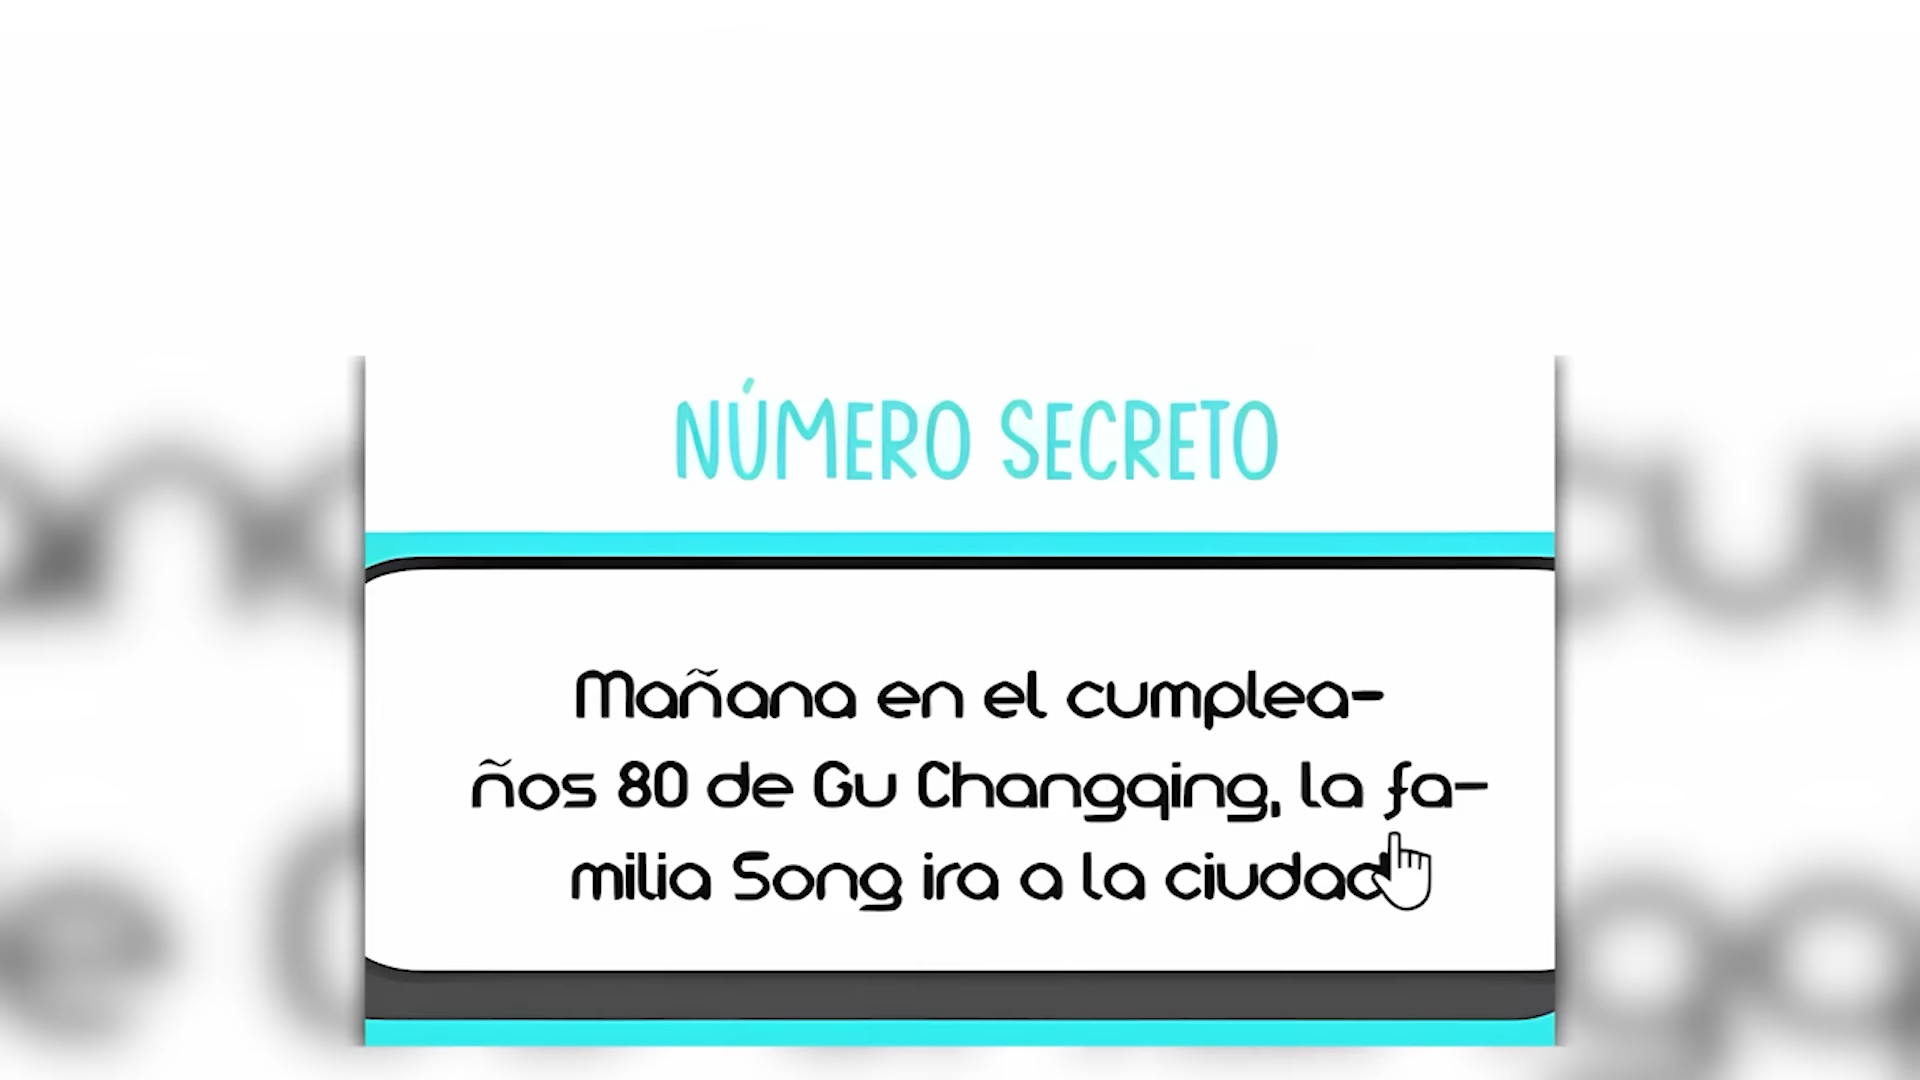 NÚMERO SECRETO
Mañana en el cumplea-
ños 80 de Gu Changqing, la fa-
milia Song ira a la ciudad